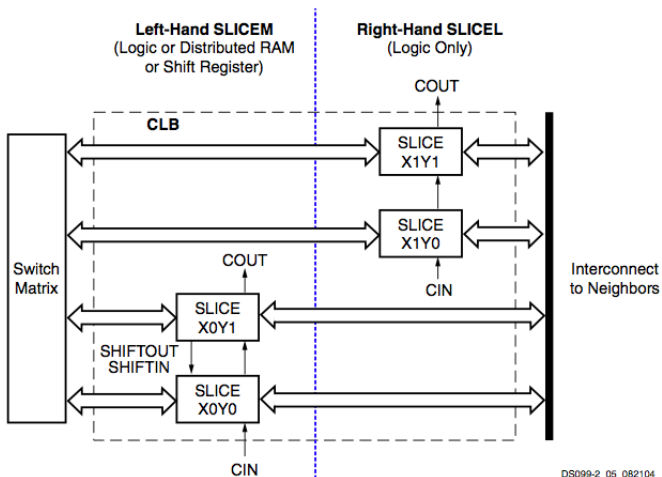 Left-Hand SLICEM
(Logic or Distributed RAM
or Shift Register)
Right-Hand SLICEL
(Logic Only)
COUT
CLB
SLICE
X1Y1
SLICE
X1Y0
Switch
Matrix
COUT
CIN
Interconnect
to Neighbors
SLICE
X0Y1
SHIFTOUT
SHIFTIN
SLICE
X0Y0
CIN
DS099-2_05_082104